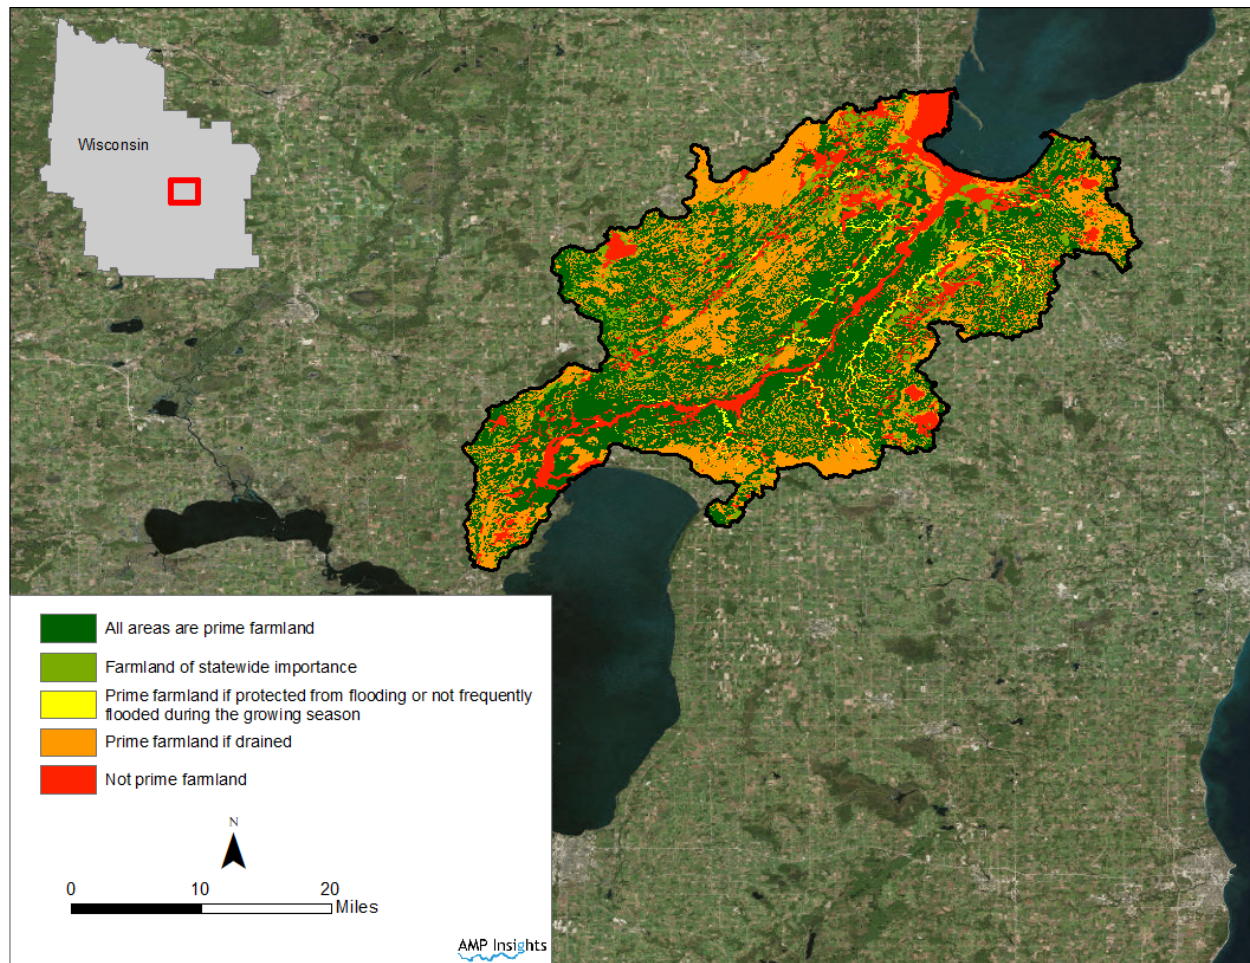 Wisconsin
All areas are prime farmland
Farmland of statewide importance
Prime farmland if protected from flooding or not frequently
flooded during the growing season
Prime farmland if drained
Not prime farmland
N
0 10 20
Miles
AMP Insights